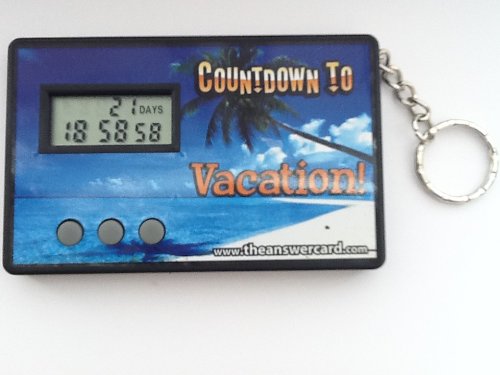 COUNTDOWN TO
21 DAYS
18 58 58
Vacation!
www.theanswercard.com